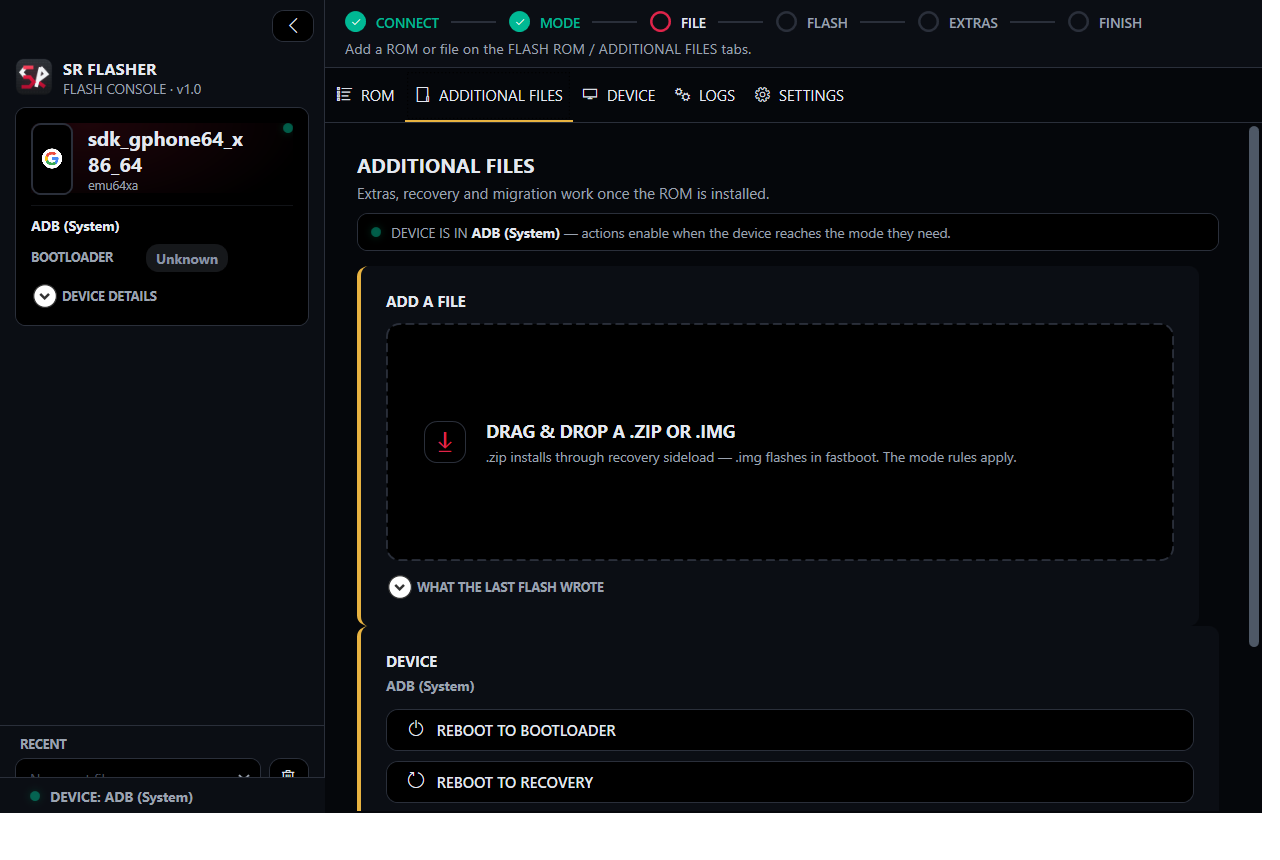 CONNECT
MODE
FILE
FLASH
EXTRAS
FINISH
Add a ROM or file on the FLASH ROM / ADDITIONAL FILES tabs.
SR FLASHER
FLASH CONSOLE · v1.0
sdk_gphone64_x
86_64
emu64xa
ADB (System)
BOOTLOADER
Unknown
DEVICE DETAILS
RECENT
DEVICE: ADB (System)
ROM
ADDITIONAL FILES
DEVICE
LOGS
SETTINGS
ADDITIONAL FILES
Extras, recovery and migration work once the ROM is installed.
DEVICE IS IN ADB (System) — actions enable when the device reaches the mode they need.
ADD A FILE
DRAG & DROP A .ZIP OR .IMG
.zip installs through recovery sideload — .img flashes in fastboot. The mode rules apply.
WHAT THE LAST FLASH WROTE
DEVICE
ADB (System)
REBOOT TO BOOTLOADER
REBOOT TO RECOVERY